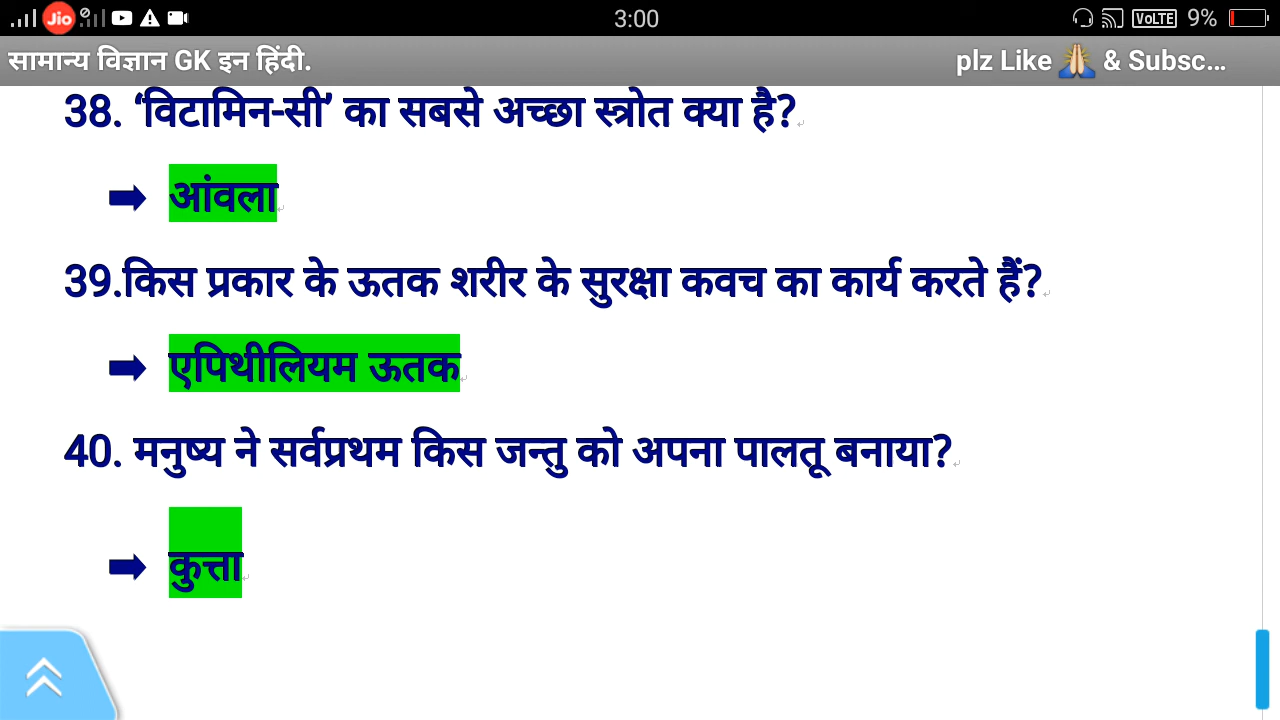 Jio VoLTE 3:00 9%
सामान्य विज्ञान GK इन हिंदी. plz Like 🙏 & Subsc...
38. ‘विटामिन-सी’ का सबसे अच्छा स्त्रोत क्या है?
➡ आंवला
39.किस प्रकार के ऊतक शरीर के सुरक्षा कवच का कार्य करते हैं?
➡ एपिथीलियम ऊतक
40. मनुष्य ने सर्वप्रथम किस जन्तु को अपना पालतू बनाया?
➡ कुत्ता